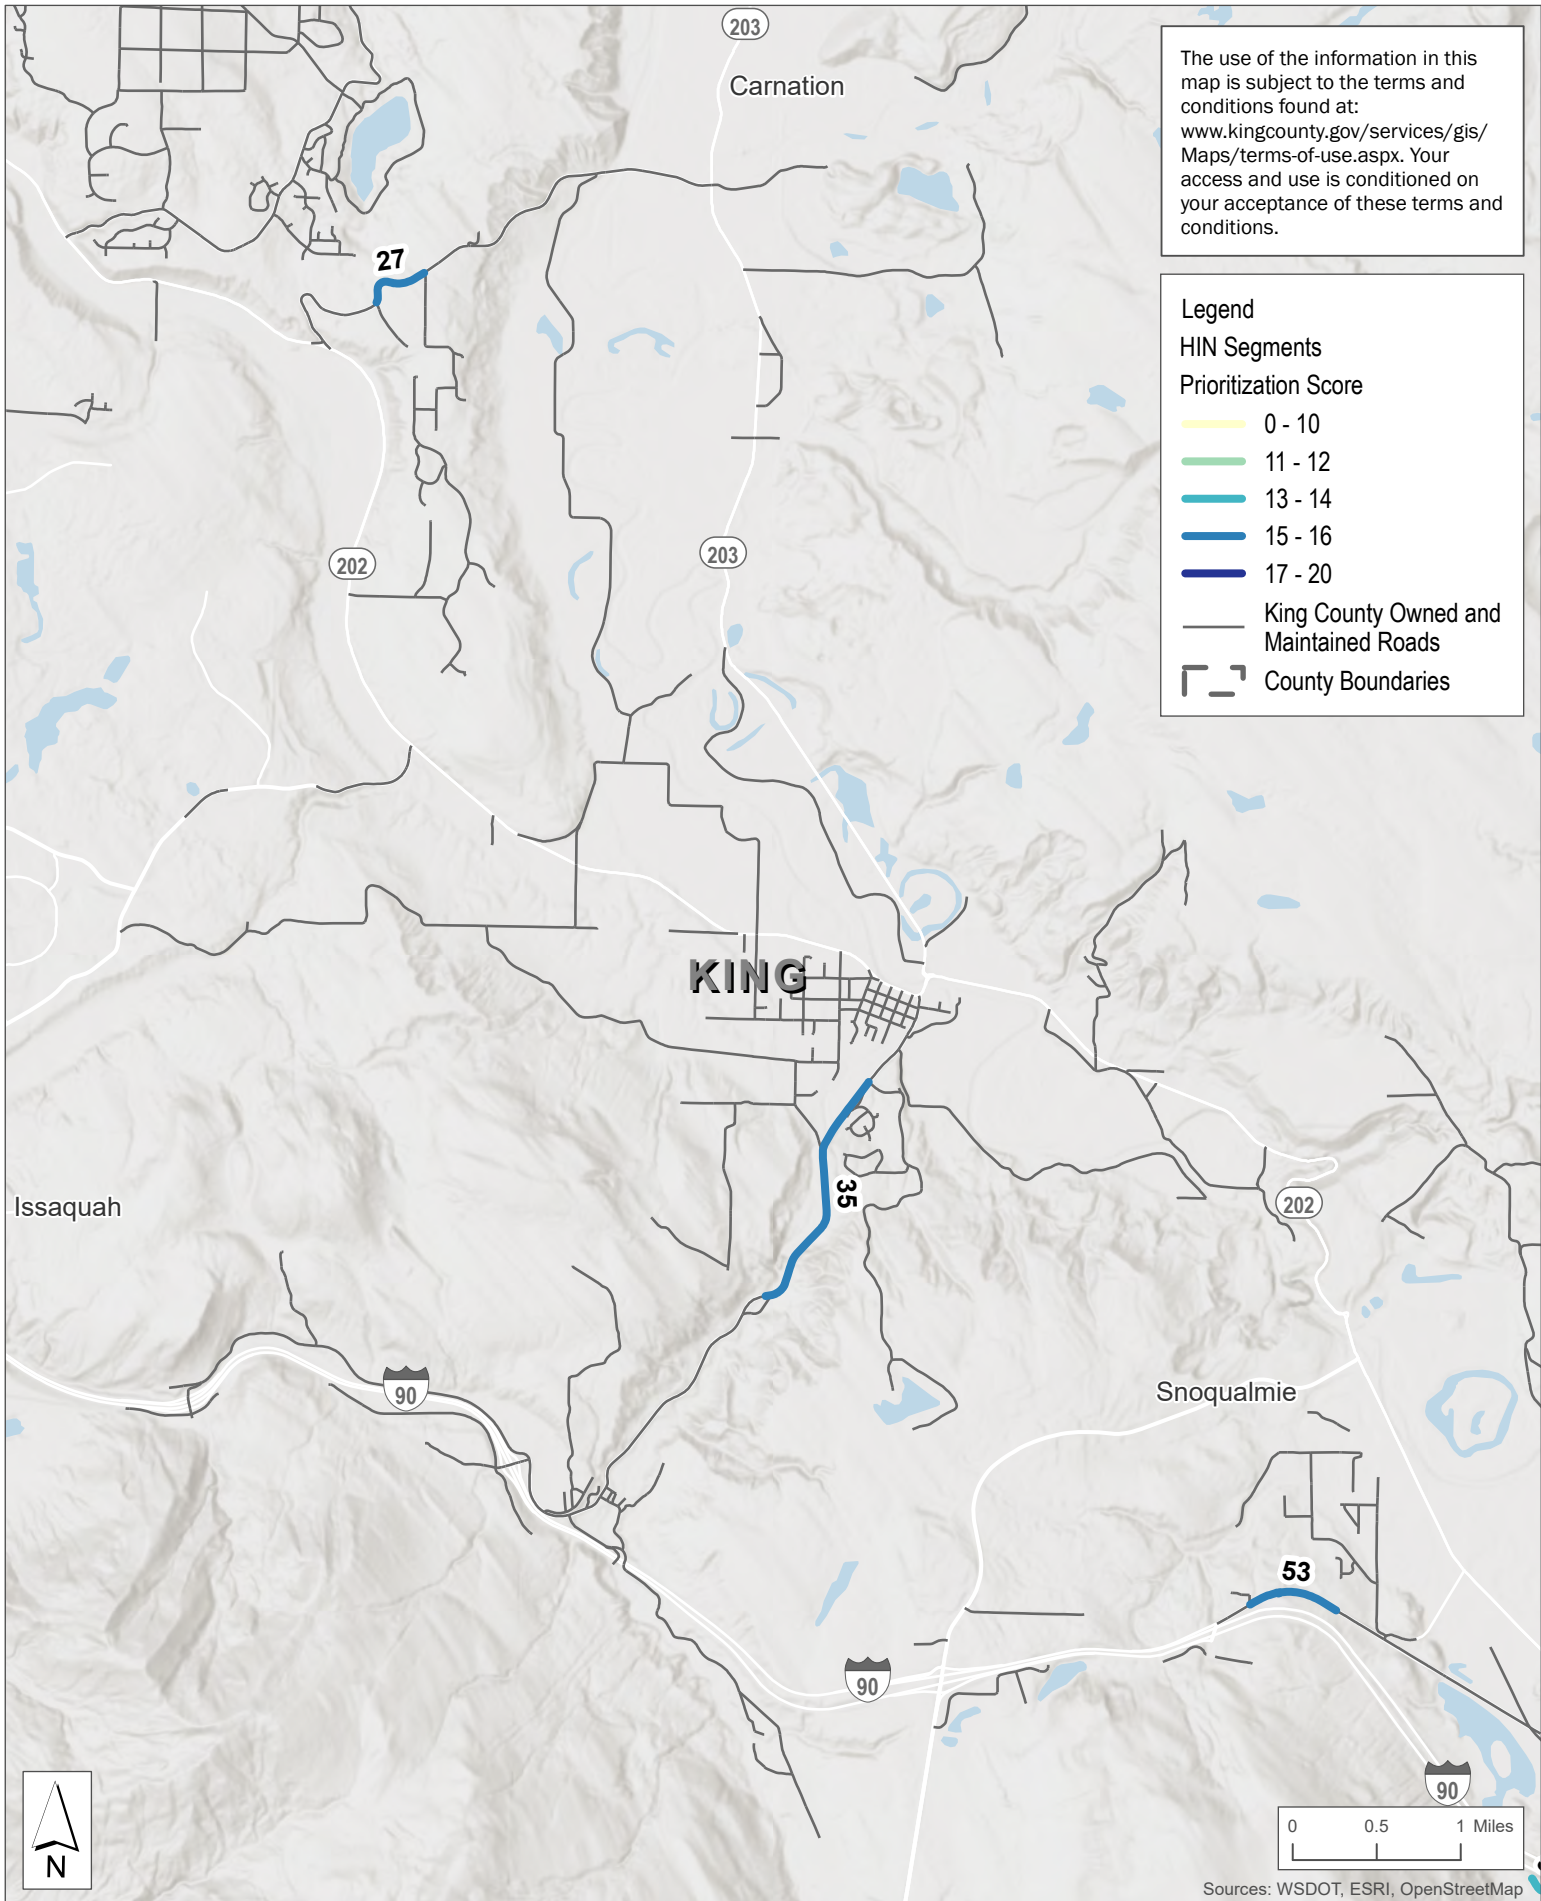 203
Carnation
The use of the information in this
map is subject to the terms and
conditions found at:
www.kingcounty.gov/services/gis/
Maps/terms-of-use.aspx. Your
access and use is conditioned on
your acceptance of these terms and
conditions.
27
Legend
HIN Segments
Prioritization Score
0 - 10
11 - 12
13 - 14
15 - 16
17 - 20
King County Owned and
Maintained Roads
County Boundaries
202
203
KING
35
Issaquah
202
90
Snoqualmie
53
90
90
0 0.5 1 Miles
N
Sources: WSDOT, ESRI, OpenStreetMap